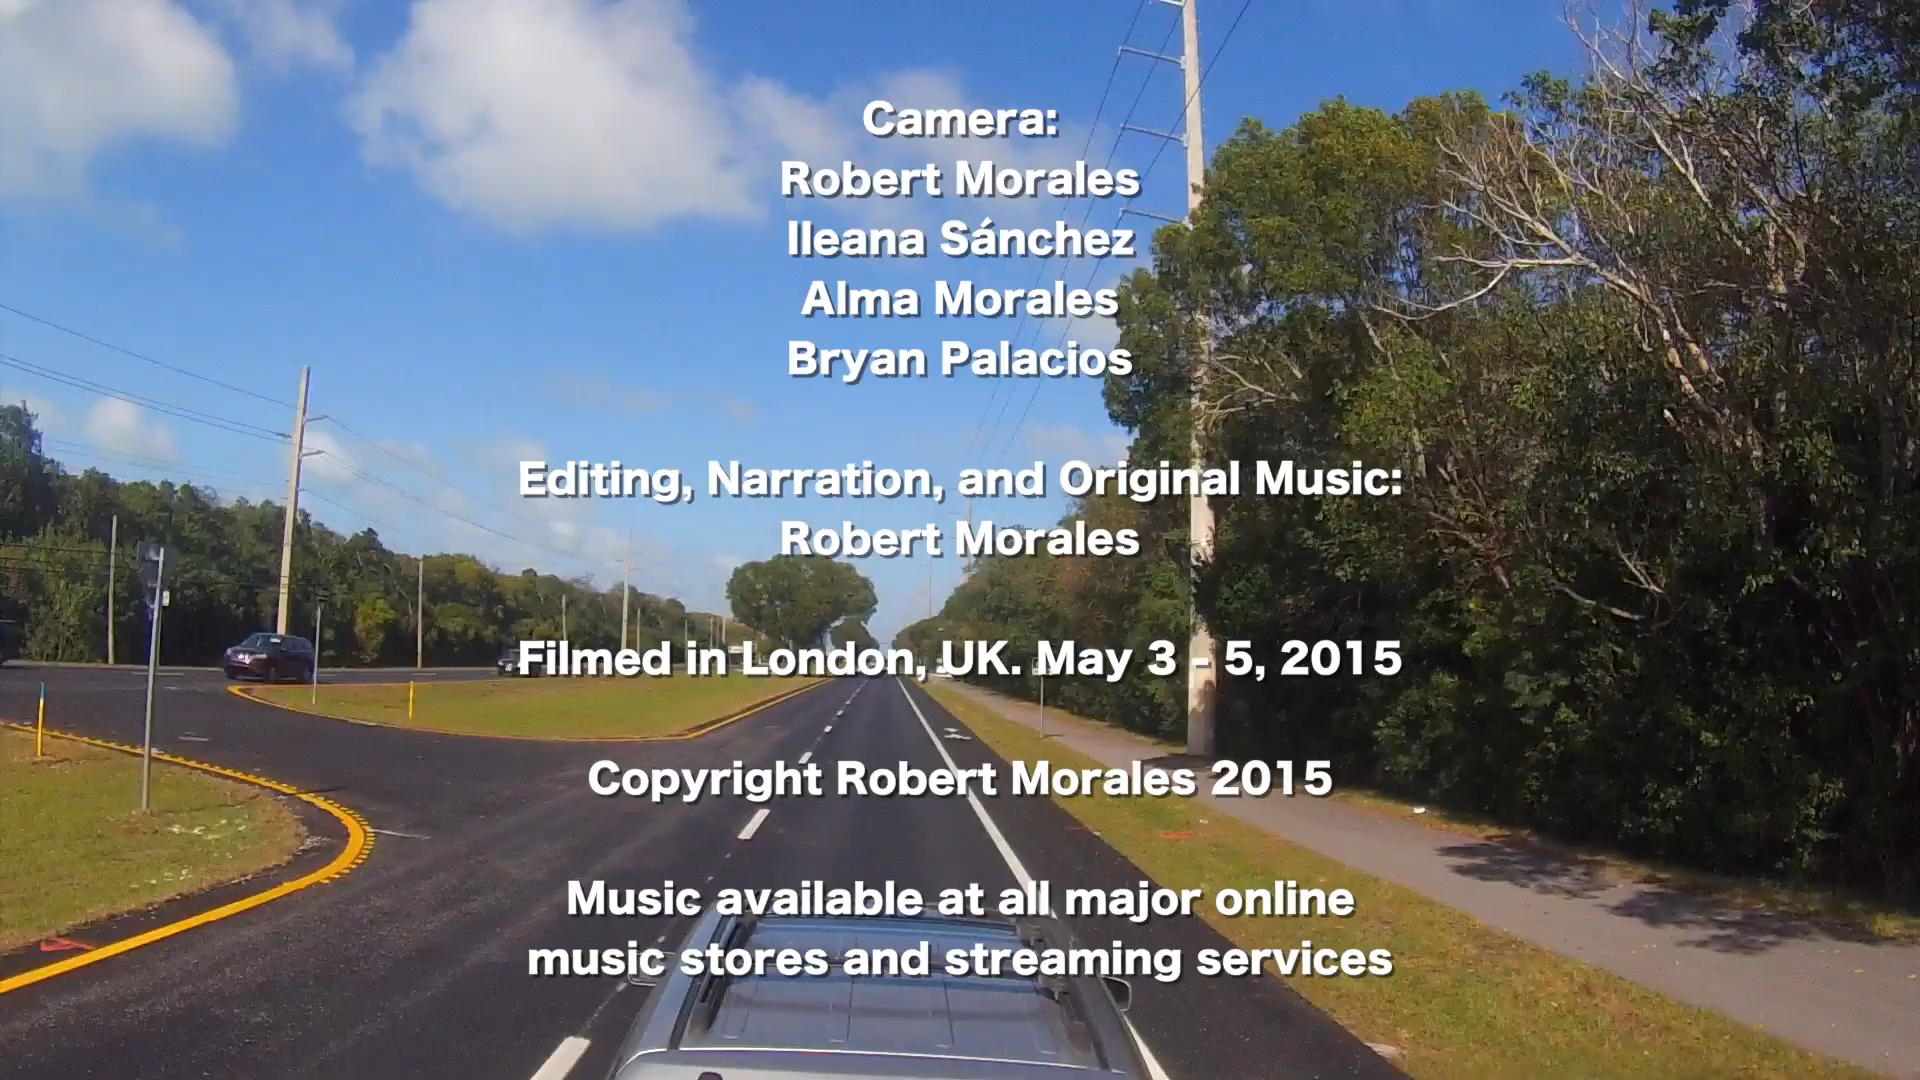 Camera:
Robert Morales
Ileana Sánchez
Alma Morales
Bryan Palacios
Editing, Narration, and Original Music:
Robert Morales
Filmed in London, UK. May 3 - 5, 2015
Copyright Robert Morales 2015
Music available at all major online
music stores and streaming services